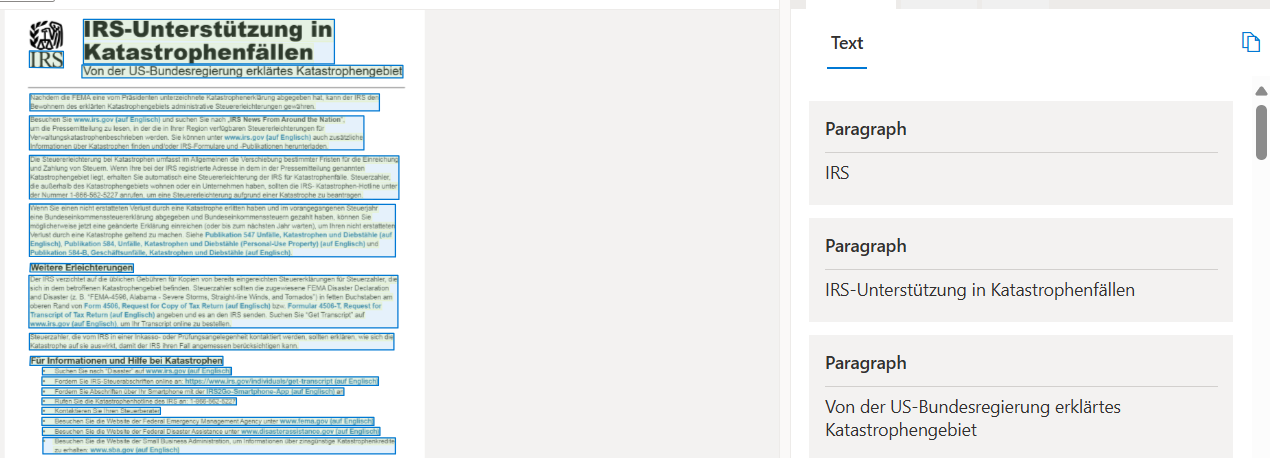 IRS
IRS-Unterstützung in
Katastrophenfällen
Von der US-Bundesregierung erklärtes Katastrophengebiet
Nachdem die FEMA eine vom Präsidenten unterzeichnete Katastrophenerklärung abgegeben hat, kann der IRS den
Bewohnern des erklärten Katastrophengebiets administrative Steuererleichterungen gewähren.
Besuchen Sie www.irs.gov (auf Englisch) und suchen Sie nach „IRS News From Around the Nation",
um die Pressemitteilung zu lesen, in der die in Ihrer Region verfügbaren Steuererleichterungen für
Verwaltungskatastrophenbeschrieben werden. Sie können unter www.irs.gov (auf Englisch) auch zusätzliche
Informationen über Katastrophen finden und/oder IRS-Formulare und -Publikationen herunterladen.
Die Steuererleichterung bei Katastrophen umfasst im Allgemeinen die Verschiebung bestimmter Fristen für die Einreichung
und Zahlung von Steuern. Wenn Ihre bei der IRS registrierte Adresse in dem in der Pressemitteilung genannten
Katastrophengebiet liegt, erhalten Sie automatisch eine Steuererleichterung der IRS für Katastrophenfälle. Steuerzahler,
die außerhalb des Katastrophengebiets wohnen oder ein Unternehmen haben, sollten die IRS- Katastrophen-Hotline unter
der Nummer 1-866-562-5227 anrufen, um eine Steuererleichterung aufgrund einer Katastrophe zu beantragen.
Wenn Sie einen nicht erstatteten Verlust durch eine Katastrophe erlitten haben und im vorangegangenen Steuerjahr
eine Bundeseinkommenssteuererklärung abgegeben und Bundeseinkommenssteuern gezahlt haben, können Sie
möglicherweise jetzt eine geänderte Erklärung einreichen (oder bis zum nächsten Jahr warten), um Ihren nicht erstatteten
Verlust durch eine Katastrophe geltend zu machen. Siehe Publikation 547 Unfälle, Katastrophen und Diebstähle (auf
Englisch), Publikation 584, Unfälle, Katastrophen und Diebstähle (Personal-Use Property) (auf Englisch) und
Publikation 584-B, Geschäftsunfälle, Katastrophen und Diebstähle (auf Englisch).
Weitere Erleichterungen
Der IRS verzichtet auf die üblichen Gebühren für Kopien von bereits eingereichten Steuererklärungen für Steuerzahler, die
sich in dem betroffenen Katastrophengebiet befinden. Steuerzahler sollten die zugewiesene FEMA Disaster Declaration
and Disaster (z. B. "FEMA-4596, Alabama - Severe Storms, Straight-line Winds, and Tornados") in fetten Buchstaben am
oberen Rand von Form 4506, Request for Copy of Tax Return (auf Englisch) bzw. Formular 4506-T, Request for
Transcript of Tax Return (auf Englisch) angeben und es an den IRS senden. Suchen Sie "Get Transcript" auf
www.irs.gov (auf Englisch), um Ihr Transcript online zu bestellen.
Steuerzahler, die vom IRS in einer Inkasso- oder Prüfungsangelegenheit kontaktiert werden, sollten erklären, wie sich die
Katastrophe auf sie auswirkt, damit der IRS ihren Fall angemessen berücksichtigen kann.
Für Informationen und Hilfe bei Katastrophen
• Suchen Sie nach "Disaster" auf www.irs.gov (auf Englisch)
• Fordern Sie IRS-Steuerabschriften online an: https://www.irs.gov/individuals/get-transcript (auf Englisch)
• Fordern Sie Abschriften über Ihr Smartphone mit der IRS2Go-Smartphone-App (auf Englisch) an
• Rufen Sie die Katastrophenhotline des IRS an: 1-866-562-5227
• Kontaktieren Sie Ihren Steuerberater
• Besuchen Sie die Website der Federal Emergency Management Agency unter www.fema.gov (auf Englisch)
• Besuchen Sie die Website der Federal Disaster Assistance unter www.disasterassistance.gov (auf Englisch)
• Besuchen Sie die Website der Small Business Administration, um Informationen über zinsgünstige Katastrophenkredite
zu erhalten: www.sba.gov (auf Englisch)
Text
Paragraph
IRS
Paragraph
IRS-Unterstützung in Katastrophenfällen
Paragraph
Von der US-Bundesregierung erklärtes
Katastrophengebiet